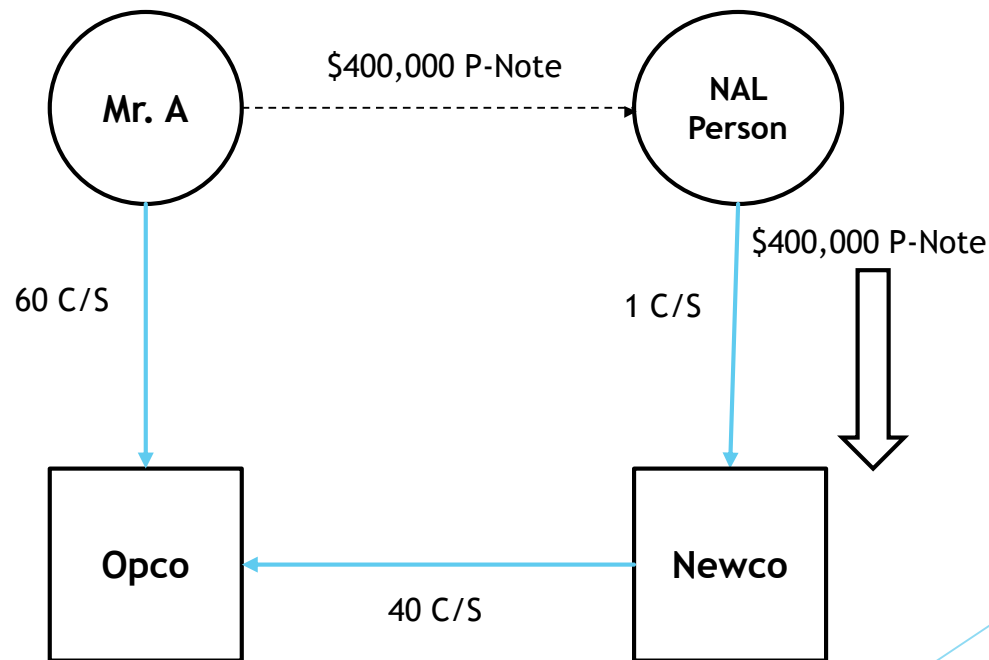 $400,000 P-Note
Mr. A
NAL
Person
$400,000 P-Note
60 C/S
1 C/S
Opco
Newco
40 C/S